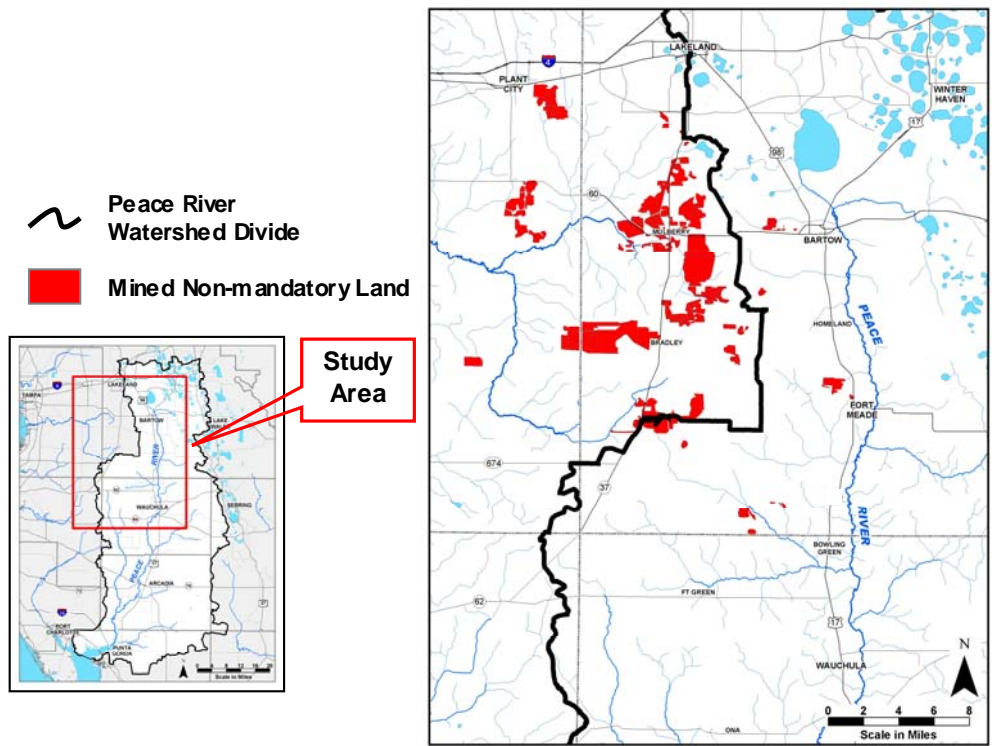 Peace River
Watershed Divide
Mined Non-mandatory Land
Study
Area
LAKELAND
TAMPA
BARTOW
LAKE
RIVER
WAUCHULA
SEBRING
PEACE
ARCADIA
PORT
CHARLOTTE
PUNTA
GORDA
Scale in Miles
LAKELAND
4
PLANT
CITY
WINTER
HAVEN
17
98
60
MULBERRY
BARTOW
PEACE
HOMELAND
BRADLEY
FORT
MEADE
674
37
RIVER
BOWLING
GREEN
FT GREEN
62
17
WAUCHULA
N
ONA
0 2 4 6 8
Scale in Miles